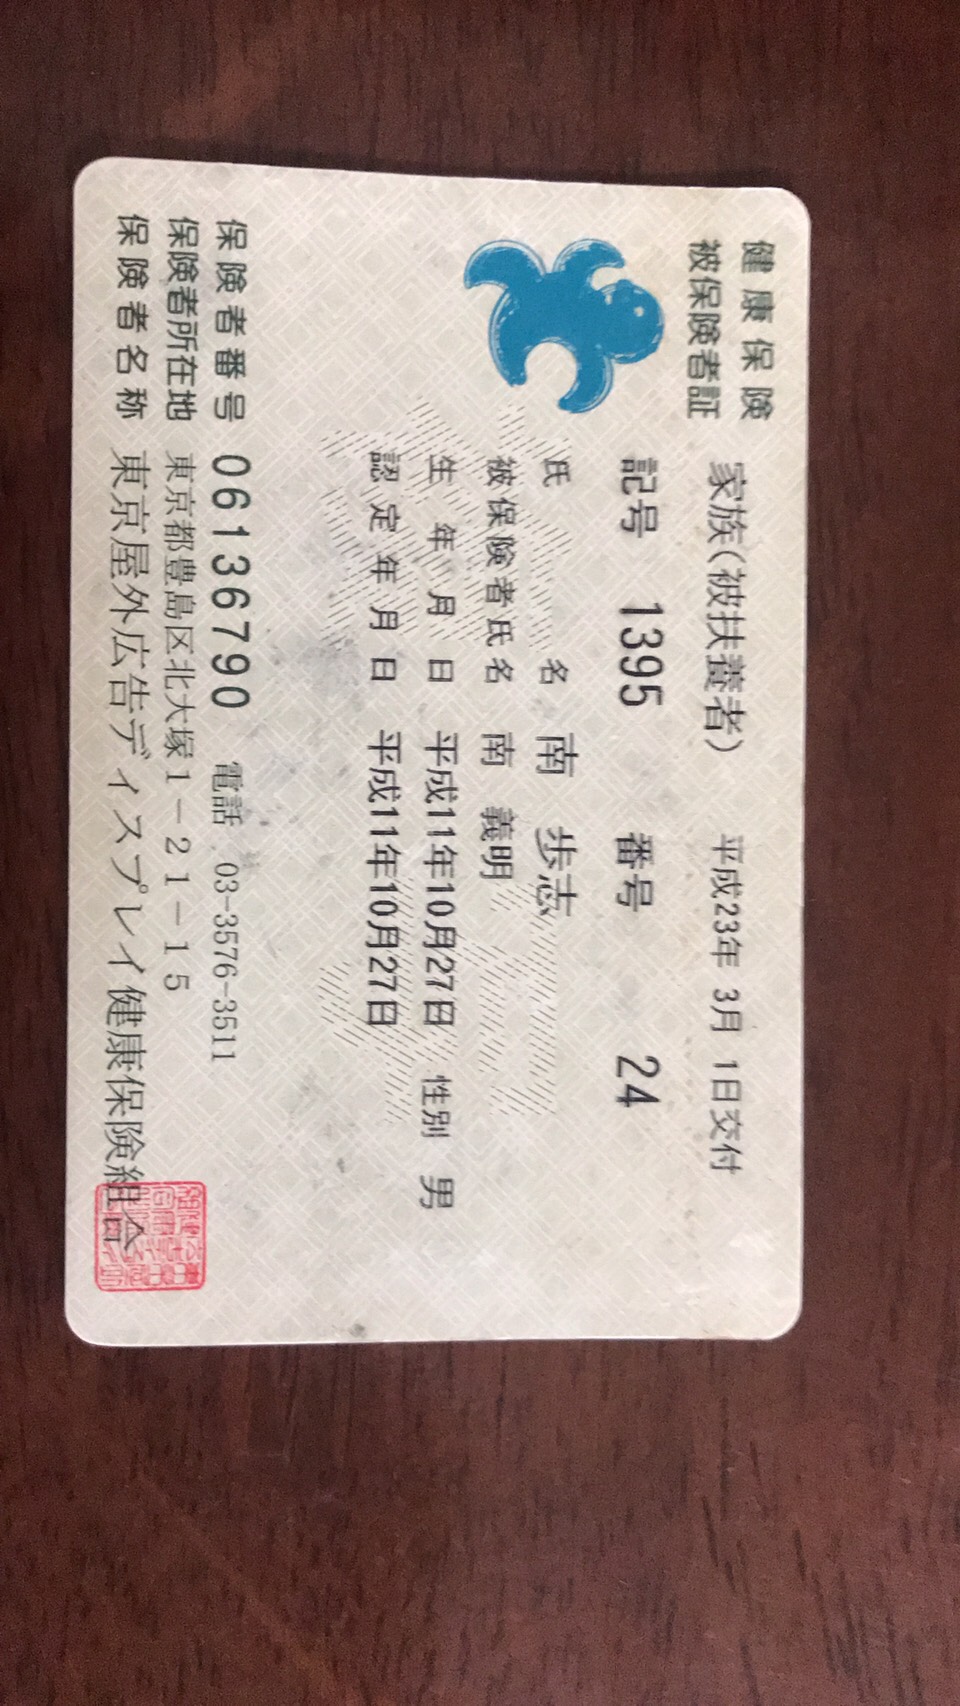 健康保険
被保険者証
家族(被扶養者) 平成23年 3月 1日交付
記号 1395 番号 24
氏名 南 歩志
被保険者氏名 南 義明
生年月日 平成11年10月27日 性別 男
認定年月日 平成11年10月27日
保険者番号 06136790 電話 03-3576-3511
保険者所在地 東京都豊島区北大塚1-21-15
保険者名称 東京屋外広告ディスプレイ健康保険組合